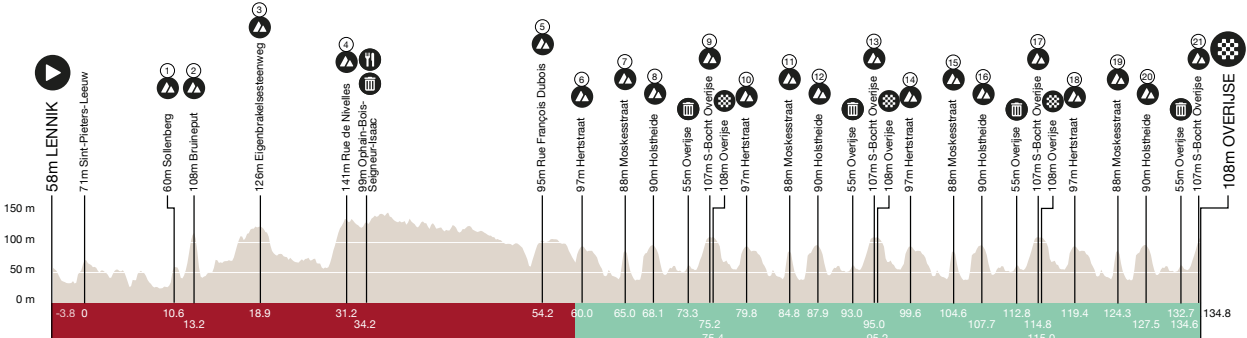 58m LENNIK
71m Sint-Pieters-Leeuw
1
60m Sollenberg
2
108m Bruineput
3
126m Eigenbrakelsesteenweg
4
141m Rue de Nivelles
99m Ophain-Bois-
Seigneur-Isaac
5
95m Rue François Dubois
6
97m Hertstraat
7
88m Moskesstraat
8
90m Holstheide
55m Overijse
9
107m S-Bocht Overijse
108m Overijse
10
97m Hertstraat
11
88m Moskesstraat
12
90m Holstheide
55m Overijse
13
107m S-Bocht Overijse
108m Overijse
14
97m Hertstraat
15
88m Moskesstraat
16
90m Holstheide
55m Overijse
17
107m S-Bocht Overijse
108m Overijse
18
97m Hertstraat
19
88m Moskesstraat
20
90m Holstheide
55m Overijse
21
107m S-Bocht Overijse
108m OVERIJSE
150 m
100 m
50 m
0 m
-3.8 0 10.6 18.9 31.2 54.2 60.0 65.0 68.1 73.3 79.8 84.8 87.9 93.0 99.6 104.6 112.8 119.4 124.3 132.7 134.8
13.2 34.2 75.2 95.0 107.7 114.8 127.5 134.6